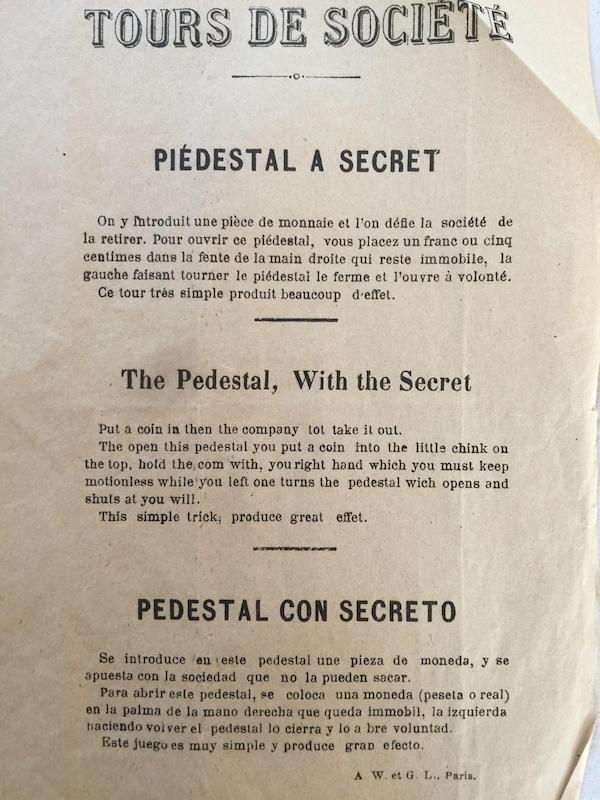 TOURS DE SOCIÉTÉ
PIÉDESTAL A SECRET
On y introduit une pièce de monnaie et l'on défie la société de
la retirer. Pour ouvrir ce piédestal, vous placez un franc ou cinq
centimes dans la fente de la main droite qui reste immobile, la
gauche faisant tourner le piédestal le ferme et l'ouvre à volonté.
Ce tour très simple produit beaucoup d'effet.
The Pedestal, With the Secret
Put a coin in then the company tot take it out.
The open this pedestal you put a coin into the little chink on
the top, hold the com with, you right hand which you must keep
motionless while you left one turns the pedestal wich opens and
shuts at you will.
This simple trick, produce great effet.
PEDESTAL CON SECRETO
Se introduce en este pedestal une pieza de moneda, y se
apuesta con la sociedad que no la pueden sacar.
Para abrir este pedestal, se coloca una moneda (peseta o real)
en la palma de la mano derecha que queda immobil, la izquierda
haciendo volver el pedestal lo cierra y lo a bre voluntad.
Este juego es muy simple y produce gran efecto.
A. W. et G. L., Paris.